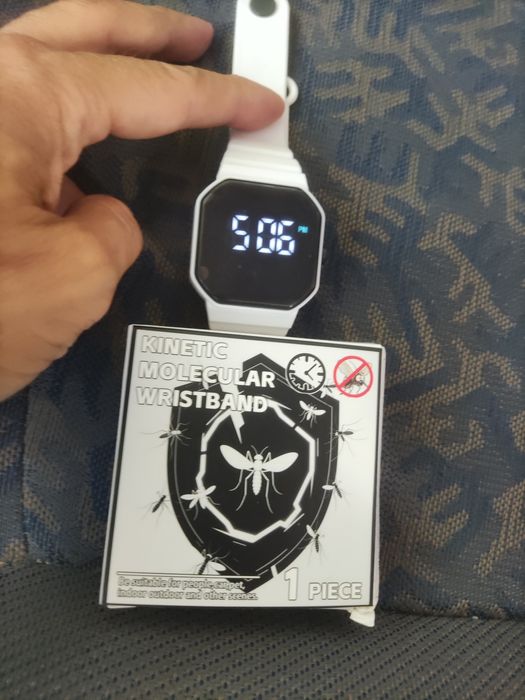 5:06 PM
KINETIC
MOLECULAR
WRISTBAND
Be suitable for people, carpet,
indoor outdoor and other scenes.
1 PIECE